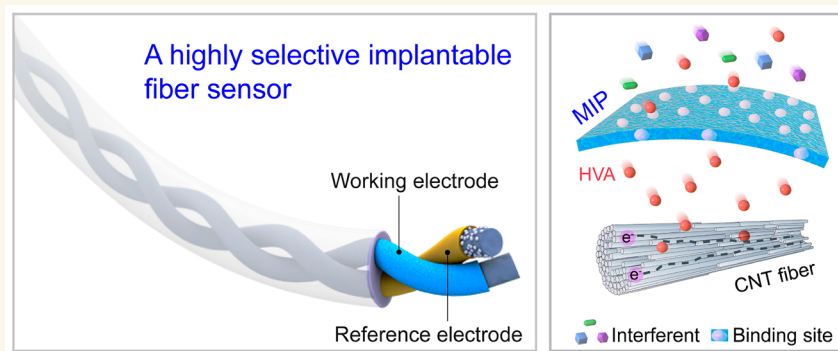 A highly selective implantable
fiber sensor
Working electrode
Reference electrode
MIP
HVA
e⁻
e⁻
CNT fiber
Interferent
Binding site